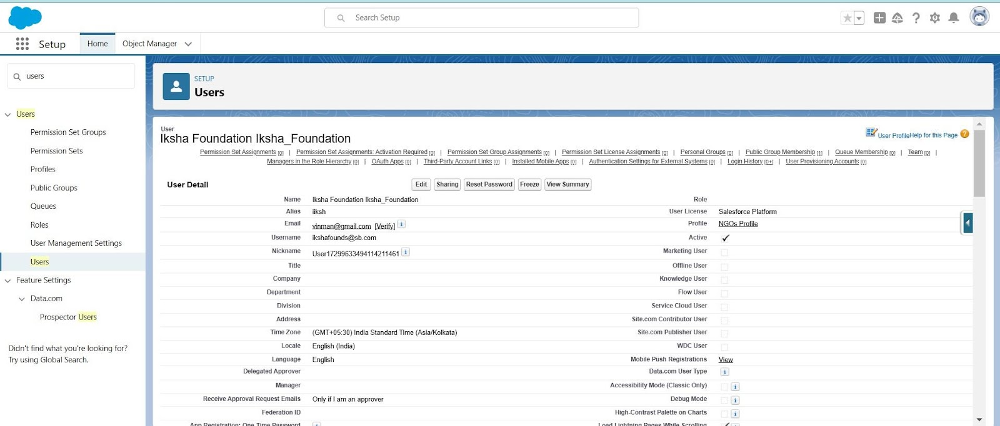 Search Setup
Setup
Home
Object Manager
users
Users
Permission Set Groups
Permission Sets
Profiles
Public Groups
Queues
Roles
User Management Settings
Users
Feature Settings
Data.com
Prospector Users
Didn't find what you're looking for?
Try using Global Search.
SETUP
Users
User
Iksha Foundation Iksha_Foundation
User Profile Help for this Page ?
Permission Set Assignments [0] | Permission Set Assignments: Activation Required [0] | Permission Set Group Assignments [0] | Permission Set License Assignments [0] | Personal Groups [0] | Public Group Membership [1] | Queue Membership [0] | Team [0] |
Managers in the Role Hierarchy [0] | OAuth Apps [0] | Third-Party Account Links [0] | Installed Mobile Apps [0] | Authentication Settings for External Systems [0] | Login History [0+] | User Provisioning Accounts [0]
User Detail Edit Sharing Reset Password Freeze View Summary
Name Iksha Foundation Iksha_Foundation Role
Alias iiksh User License Salesforce Platform
Email vinman@gmail.com [Verify] i Profile NGOs Profile
Username ikshafounds@sb.com Active ✓
Nickname User17299633494114211461 i Marketing User
Title Offline User
Company Knowledge User
Department Flow User
Division Service Cloud User
Address Site.com Contributor User
Time Zone (GMT+05:30) India Standard Time (Asia/Kolkata) Site.com Publisher User
Locale English (India) WDC User
Language English Mobile Push Registrations View
Delegated Approver Data.com User Type i
Manager Accessibility Mode (Classic Only) i
Receive Approval Request Emails Only if I am an approver Debug Mode i
Federation ID High-Contrast Palette on Charts i
App Registration: One-Time Password i Load Lightning Pages While Scrolling ✓ i